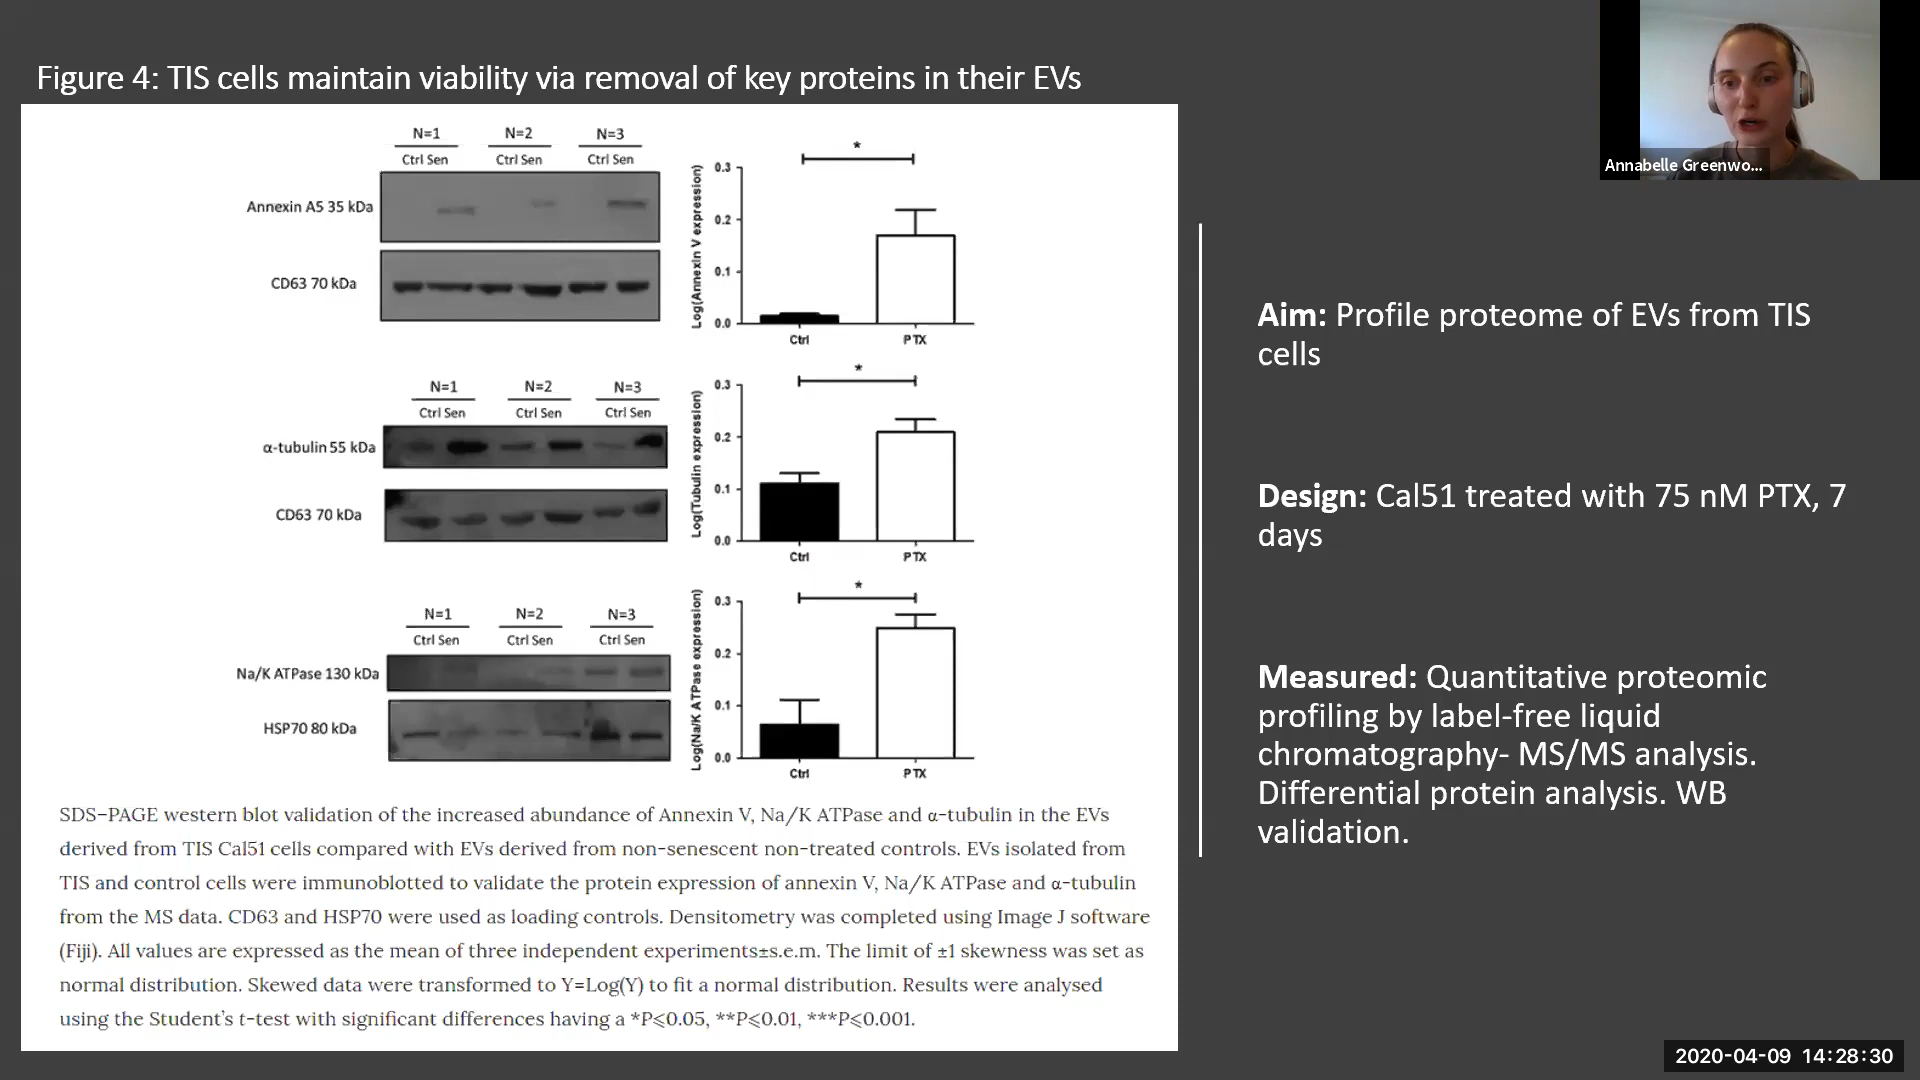 Figure 4: TIS cells maintain viability via removal of key proteins in their EVs
Annabelle Greenwo...
N=1 N=2 N=3
Ctrl Sen Ctrl Sen Ctrl Sen
Annexin A5 35 kDa
CD63 70 kDa
Log(Annexin V expression)
0.3
0.2
0.1
0.0
*
Ctrl PTX
N=1 N=2 N=3
Ctrl Sen Ctrl Sen Ctrl Sen
α-tubulin 55 kDa
CD63 70 kDa
Log(Tubulin expression)
0.3
0.2
0.1
0.0
*
Ctrl PTX
N=1 N=2 N=3
Ctrl Sen Ctrl Sen Ctrl Sen
Na/K ATPase 130 kDa
HSP70 80 kDa
Log(Na/K ATPase expression)
0.3
0.2
0.1
0.0
*
Ctrl PTX
SDS–PAGE western blot validation of the increased abundance of Annexin V, Na/K ATPase and α-tubulin in the EVs
derived from TIS Cal51 cells compared with EVs derived from non-senescent non-treated controls. EVs isolated from
TIS and control cells were immunoblotted to validate the protein expression of annexin V, Na/K ATPase and α-tubulin
from the MS data. CD63 and HSP70 were used as loading controls. Densitometry was completed using Image J software
(Fiji). All values are expressed as the mean of three independent experiments±s.e.m. The limit of ±1 skewness was set as
normal distribution. Skewed data were transformed to Y=Log(Y) to fit a normal distribution. Results were analysed
using the Student's t-test with significant differences having a *P⩽0.05, **P⩽0.01, ***P⩽0.001.
Aim: Profile proteome of EVs from TIS
cells
Design: Cal51 treated with 75 nM PTX, 7
days
Measured: Quantitative proteomic
profiling by label-free liquid
chromatography- MS/MS analysis.
Differential protein analysis. WB
validation.
2020-04-09 14:28:30